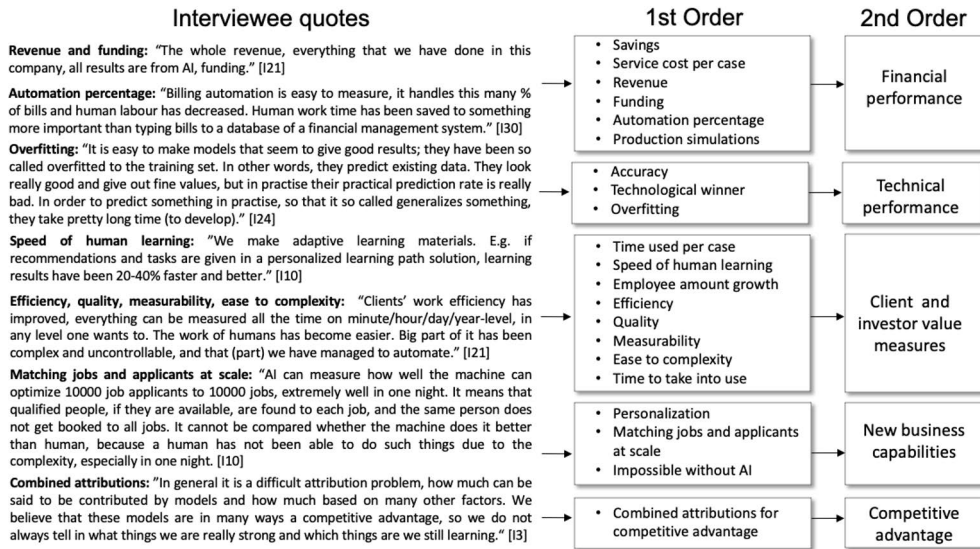 Interviewee quotes
1st Order
2nd Order
Revenue and funding: “The whole revenue, everything that we have done in this
company, all results are from AI, funding.” [I21]
Automation percentage: “Billing automation is easy to measure, it handles this many %
of bills and human labour has decreased. Human work time has been saved to something
more important than typing bills to a database of a financial management system.” [I30]
Overfitting: “It is easy to make models that seem to give good results; they have been so
called overfitted to the training set. In other words, they predict existing data. They look
really good and give out fine values, but in practise their practical prediction rate is really
bad. In order to predict something in practise, so that it so called generalizes something,
they take pretty long time (to develop).” [I24]
Speed of human learning: ”We make adaptive learning materials. E.g. if
recommendations and tasks are given in a personalized learning path solution, learning
results have been 20-40% faster and better.” [I10]
Efficiency, quality, measurability, ease to complexity: “Clients’ work efficiency has
improved, everything can be measured all the time on minute/hour/day/year-level, in
any level one wants to. The work of humans has become easier. Big part of it has been
complex and uncontrollable, and that (part) we have managed to automate.” [I21]
Matching jobs and applicants at scale: “AI can measure how well the machine can
optimize 10000 job applicants to 10000 jobs, extremely well in one night. It means that
qualified people, if they are available, are found to each job, and the same person does
not get booked to all jobs. It cannot be compared whether the machine does it better
than human, because a human has not been able to do such things due to the
complexity, especially in one night. [I10]
Combined attributions: ”In general it is a difficult attribution problem, how much can be
said to be contributed by models and how much based on many other factors. We
believe that these models are in many ways a competitive advantage, so we do not
always tell in what things we are really strong and which things are we still learning.“ [I3]
• Savings
• Service cost per case
• Revenue
• Funding
• Automation percentage
• Production simulations
Financial
performance
• Accuracy
• Technological winner
• Overfitting
Technical
performance
• Time used per case
• Speed of human learning
• Employee amount growth
• Efficiency
• Quality
• Measurability
• Ease to complexity
• Time to take into use
Client and
investor value
measures
• Personalization
• Matching jobs and applicants
at scale
• Impossible without AI
New business
capabilities
• Combined attributions for
competitive advantage
Competitive
advantage